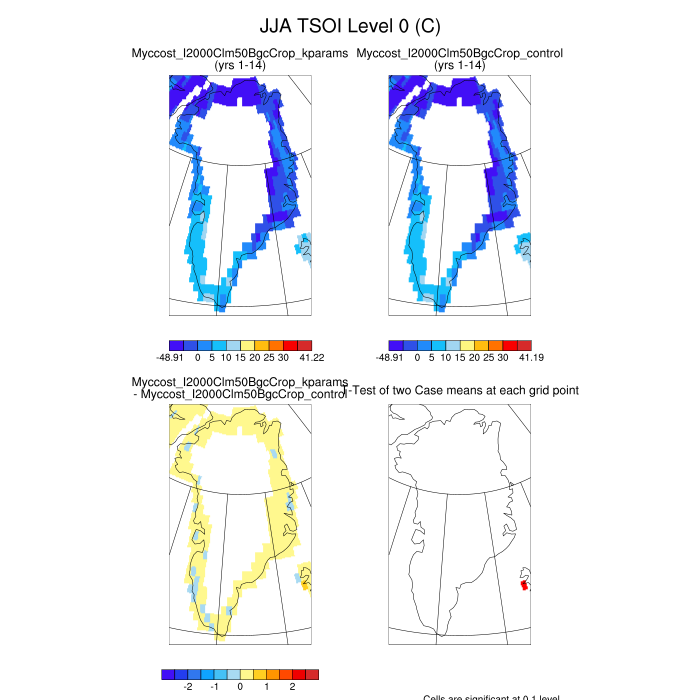 JJA TSOI Level 0 (C)
Myccost_I2000Clm50BgcCrop_kparams
(yrs 1-14)
Myccost_I2000Clm50BgcCrop_control
(yrs 1-14)
-48.91 0 5 10 15 20 25 30 41.22
-48.91 0 5 10 15 20 25 30 41.19
Myccost_I2000Clm50BgcCrop_kparams
- Myccost_I2000Clm50BgcCrop_control
T-Test of two Case means at each grid point
-2 -1 0 1 2
Cells are significant at 0.1 level